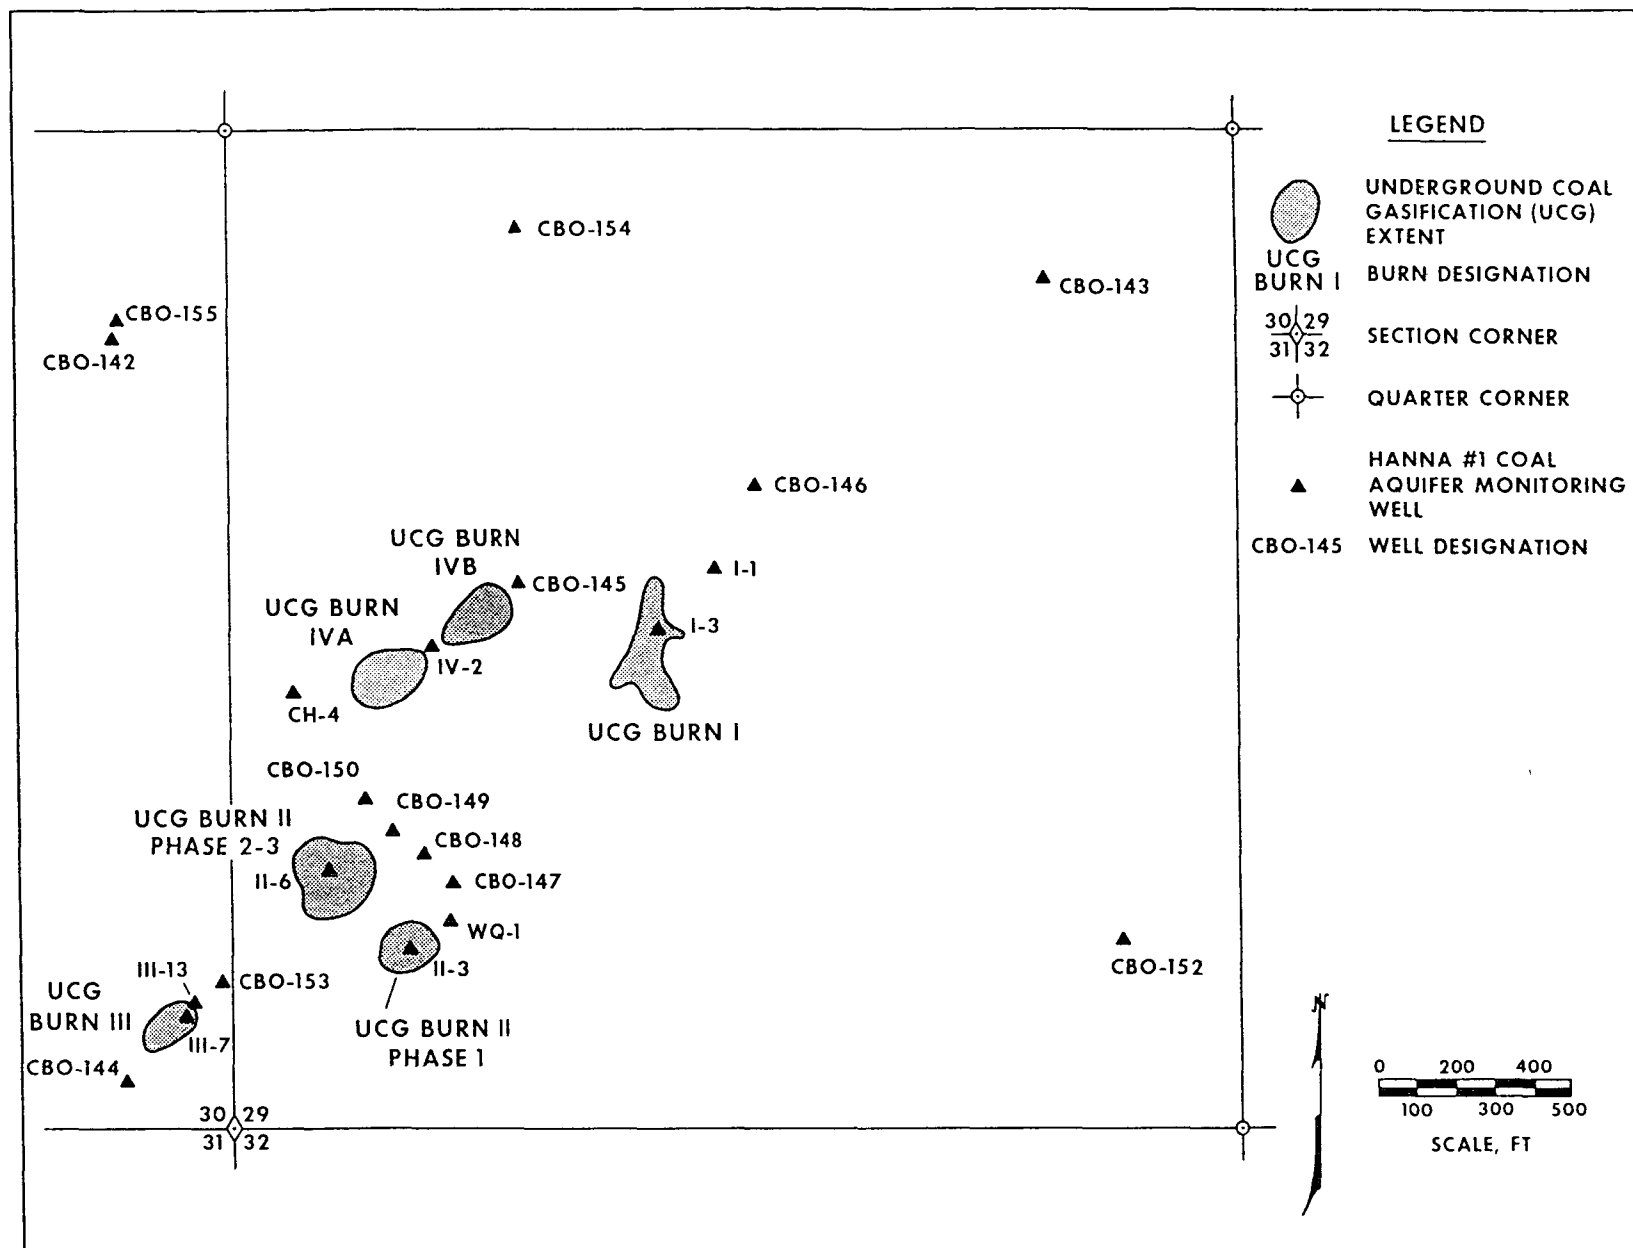 LEGEND
UNDERGROUND COAL
GASIFICATION (UCG)
EXTENT
UCG
BURN I
BURN DESIGNATION
30 29
31 32
SECTION CORNER
QUARTER CORNER
HANNA #1 COAL
AQUIFER MONITORING
WELL
CBO-145 WELL DESIGNATION
CBO-154
CBO-143
CBO-155
CBO-142
CBO-146
UCG BURN
IVB
I-1
CBO-145
UCG BURN
IVA
I-3
IV-2
CH-4
UCG BURN I
CBO-150
CBO-149
UCG BURN II
PHASE 2-3
CBO-148
II-6
CBO-147
WQ-1
II-3
CBO-152
III-13
CBO-153
UCG
BURN III
UCG BURN II
PHASE 1
III-7
CBO-144
30 29
31 32
N
0 200 400
100 300 500
SCALE, FT